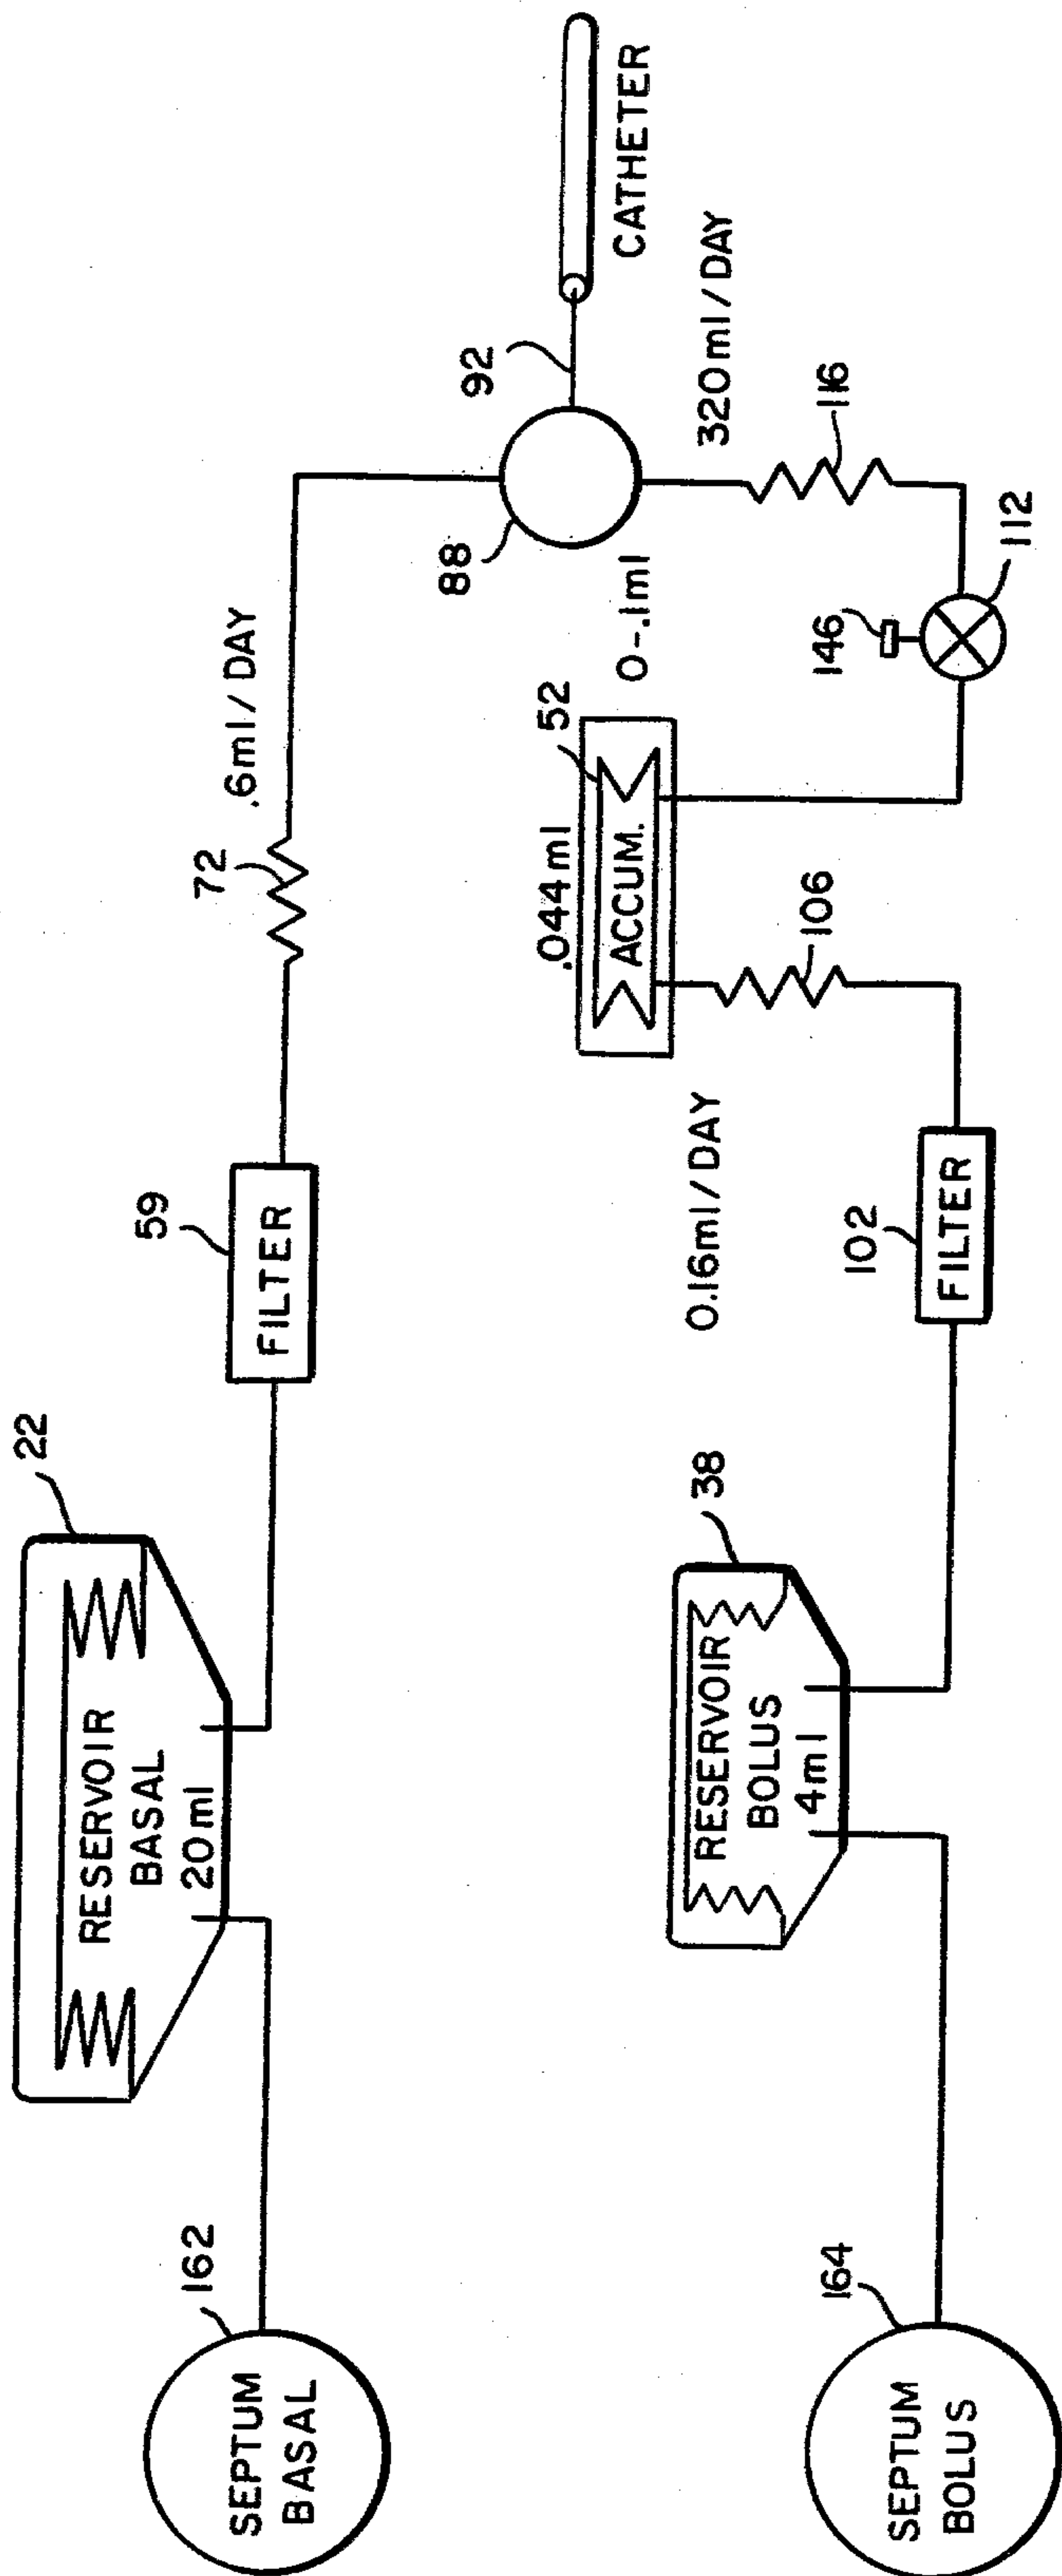 SEPTUM
BASAL
162
RESERVOIR
BASAL
20ml
22
FILTER
59
72
.6ml/DAY
88
92
CATHETER
SEPTUM
BOLUS
164
RESERVOIR
BOLUS
4ml
38
FILTER
102
0.16ml/DAY
106
.044ml
ACCUM.
52
0-.1ml
146
112
116
320ml/DAY